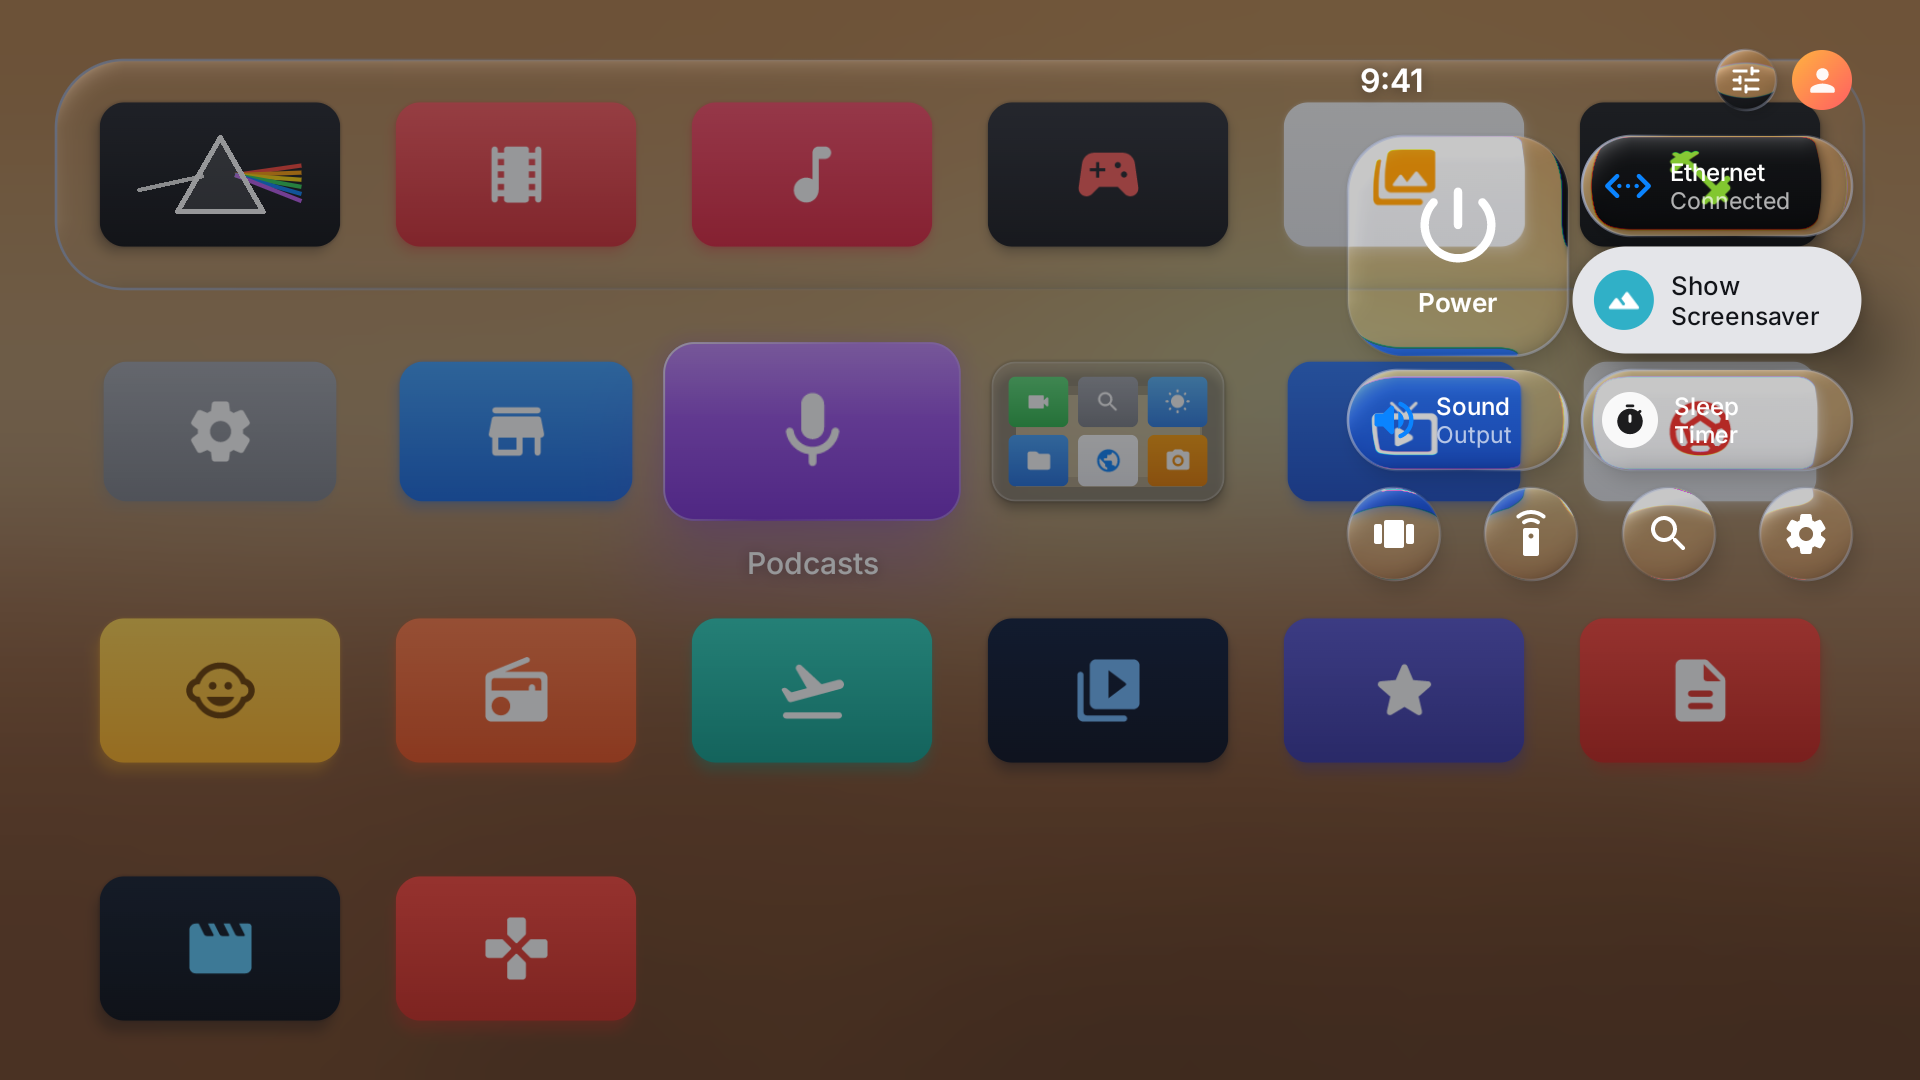 9:41
Power
Ethernet
Connected
Show
Screensaver
Sound
Output
Sleep
Timer
Podcasts